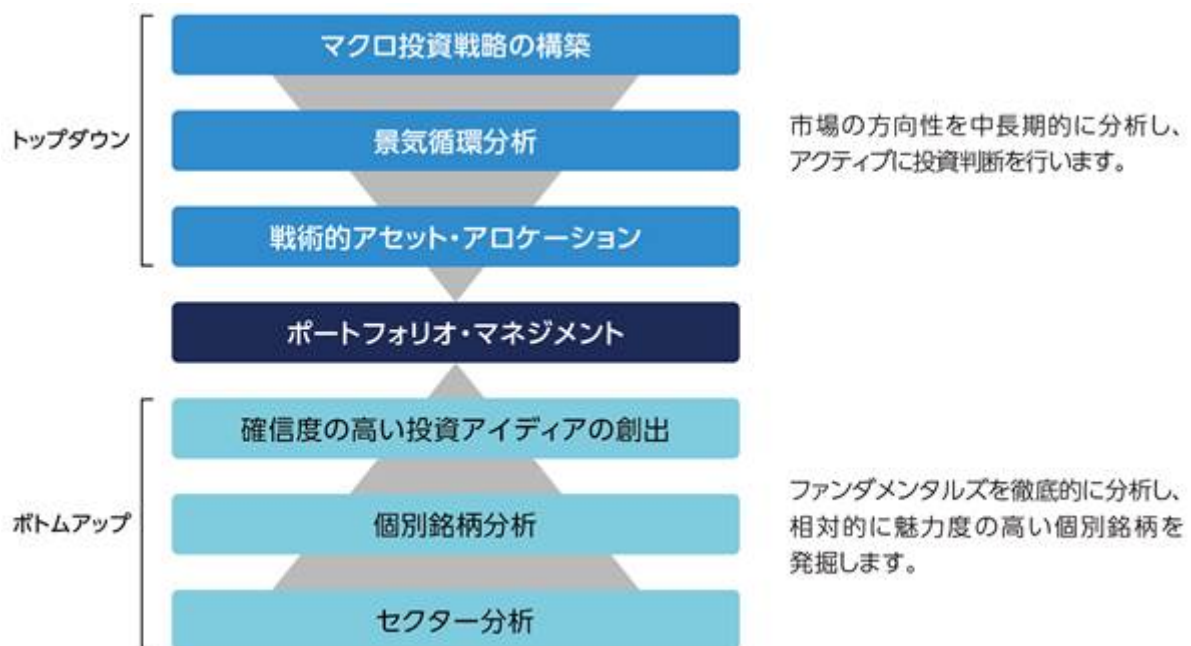 マクロ投資戦略の構築
トップダウン
景気循環分析
戦術的アセット・アロケーション
市場の方向性を中長期的に分析し、
アクティブに投資判断を行います。
ポートフォリオ・マネジメント
確信度の高い投資アイディアの創出
ボトムアップ
個別銘柄分析
セクター分析
ファンダメンタルズを徹底的に分析し、
相対的に魅力度の高い個別銘柄を
発掘します。